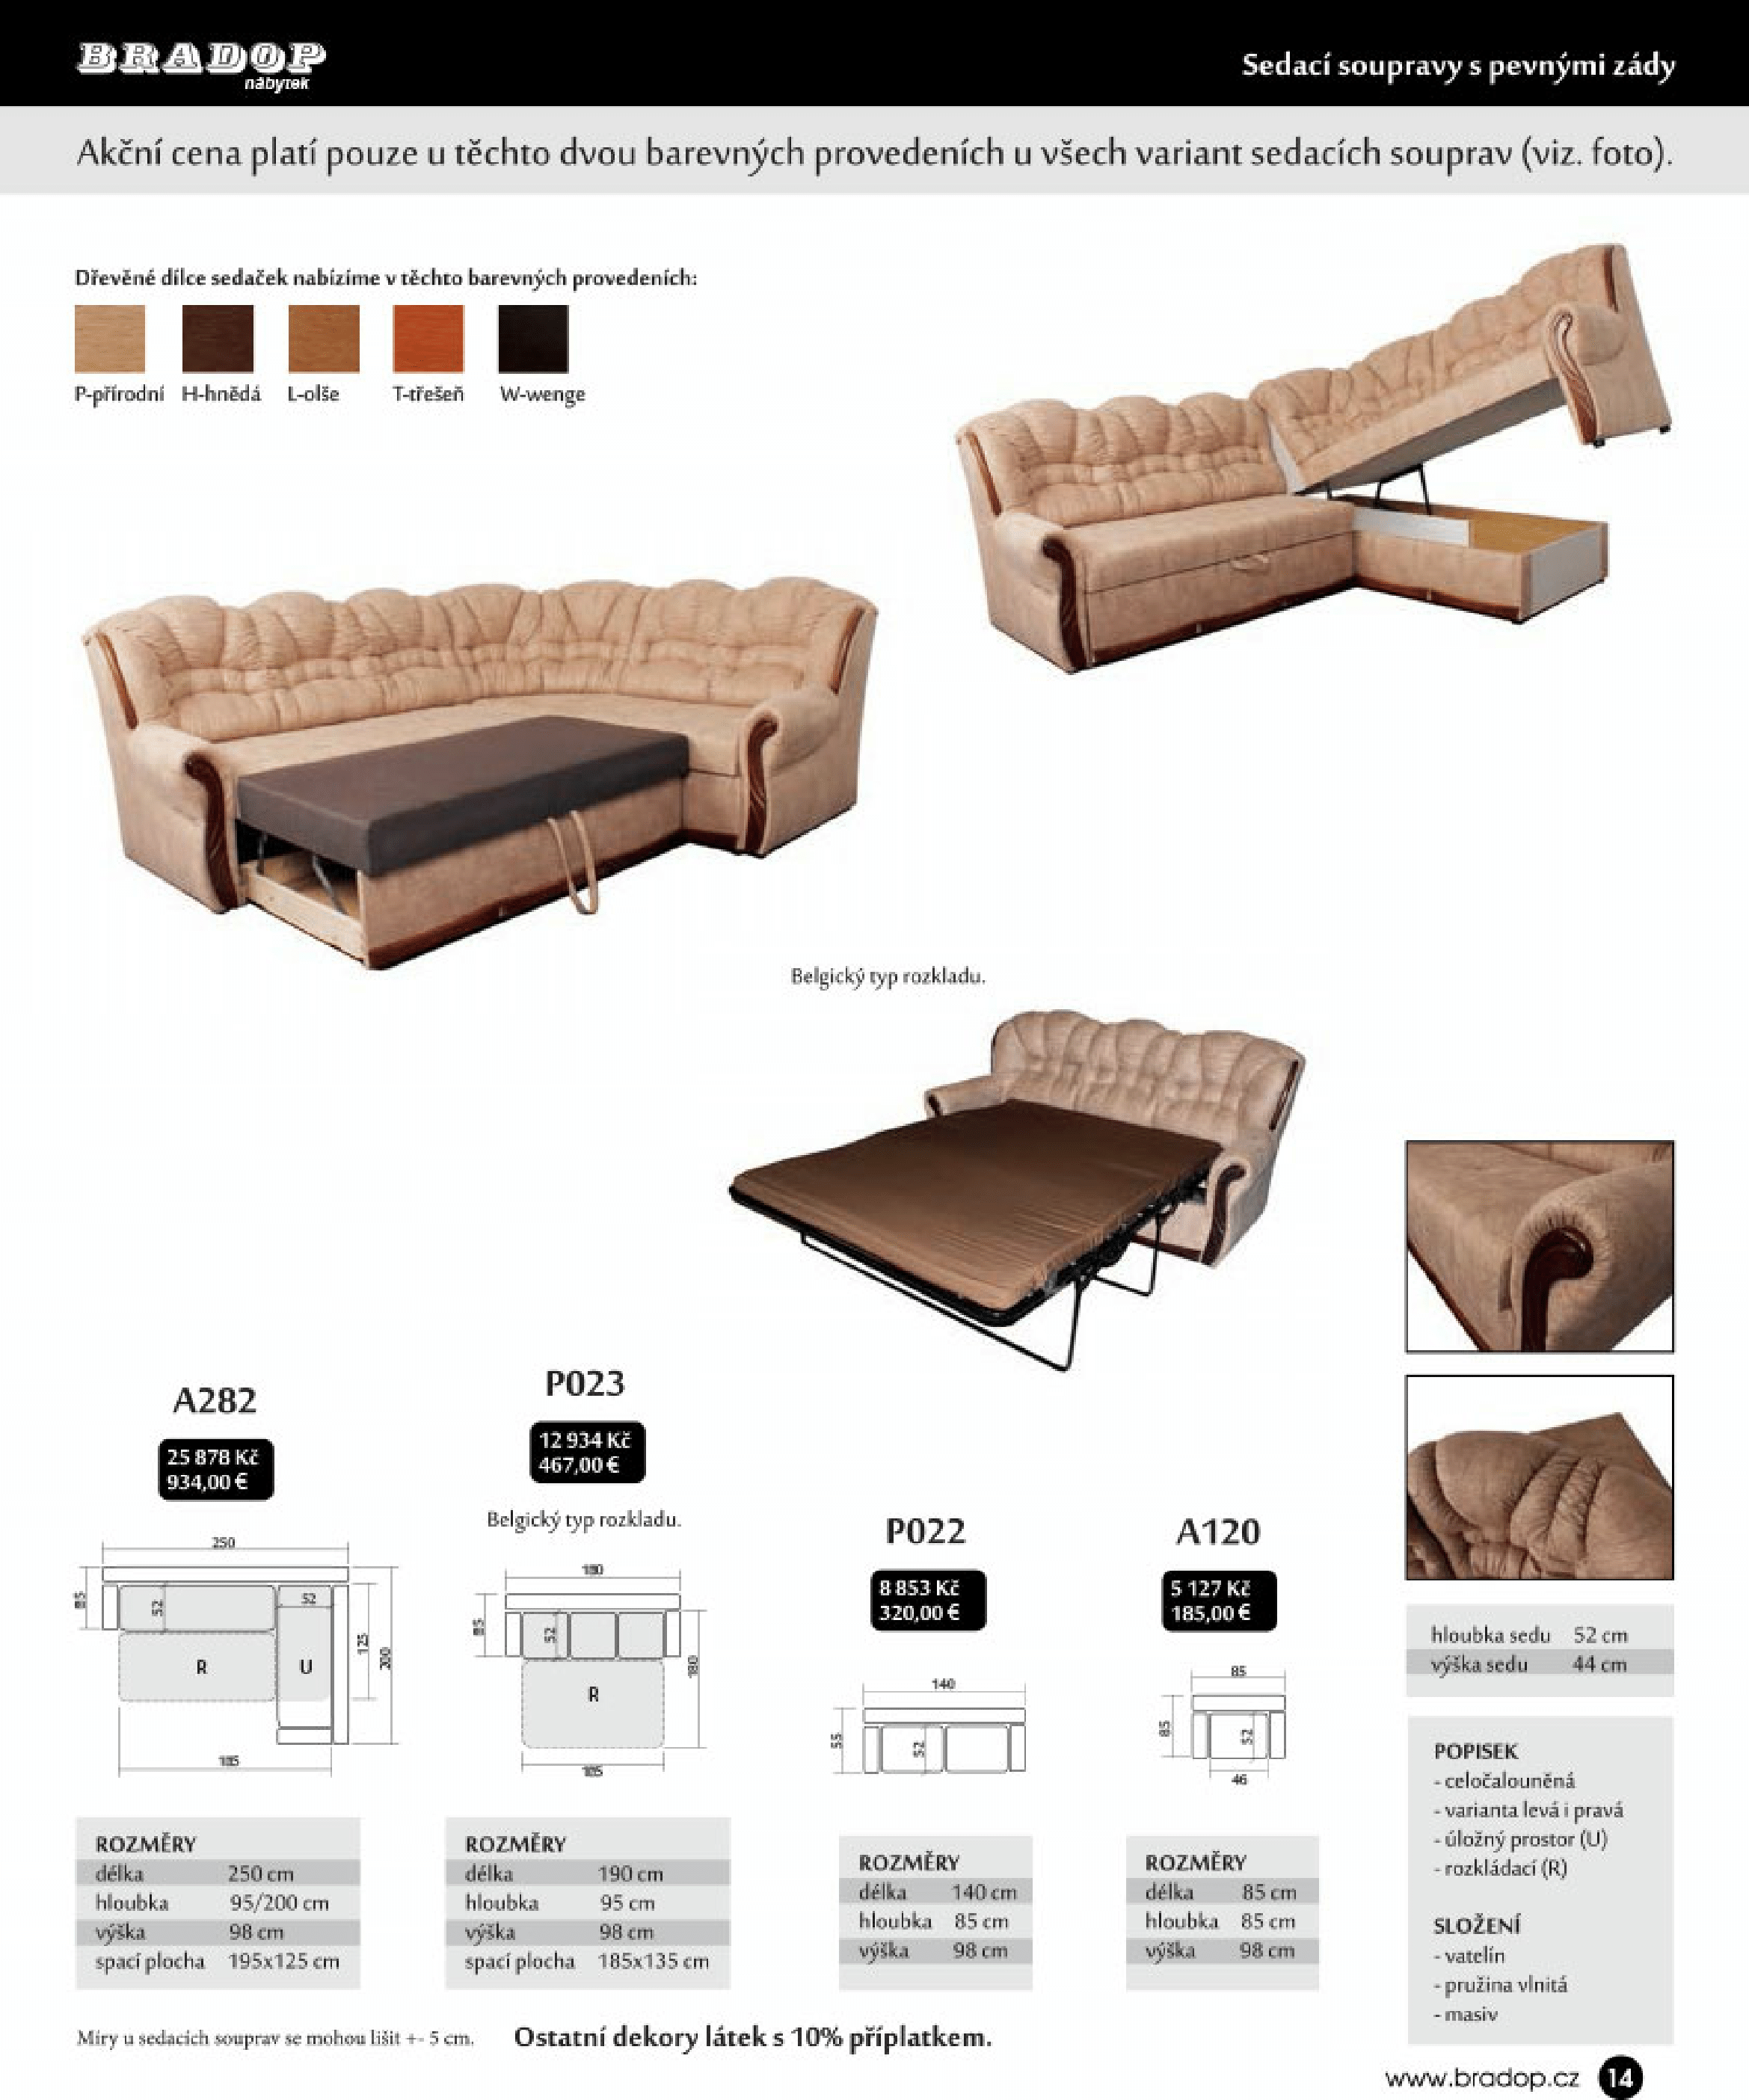 BRADOP
nábytek
Sedací soupravy s pevnými zády
Akční cena platí pouze u těchto dvou barevných provedeních u všech variant sedacích souprav (viz. foto).
Dřevěné dílce sedaček nabízíme v těchto barevných provedeních:
P-přírodní H-hnědá L-olše T-třešeň W-wenge
Belgický typ rozkladu.
A282
25 878 Kč
934,00 €
250
85
52
52
R
U
125
200
185
ROZMĚRY
délka 250 cm
hloubka 95/200 cm
výška 98 cm
spací plocha 195x125 cm
P023
12 934 Kč
467,00 €
Belgický typ rozkladu.
85
52
R
180
ROZMĚRY
délka 190 cm
hloubka 95 cm
výška 98 cm
spací plocha 185x135 cm
P022
8 853 Kč
320,00 €
140
52
ROZMĚRY
délka 140 cm
hloubka 85 cm
výška 98 cm
A120
5 127 Kč
185,00 €
85
85
52
46
ROZMĚRY
délka 85 cm
hloubka 85 cm
výška 98 cm
hloubka sedu 52 cm
výška sedu 44 cm
POPISEK
- celočalouněná
- varianta levá i pravá
- úložný prostor (U)
- rozkládací (R)
SLOŽENÍ
- vatelín
- pružina vlnitá
- masiv
Míry u sedacích souprav se mohou lišit +- 5 cm.
Ostatní dekory látek s 10% příplatkem.
www.bradop.cz 14